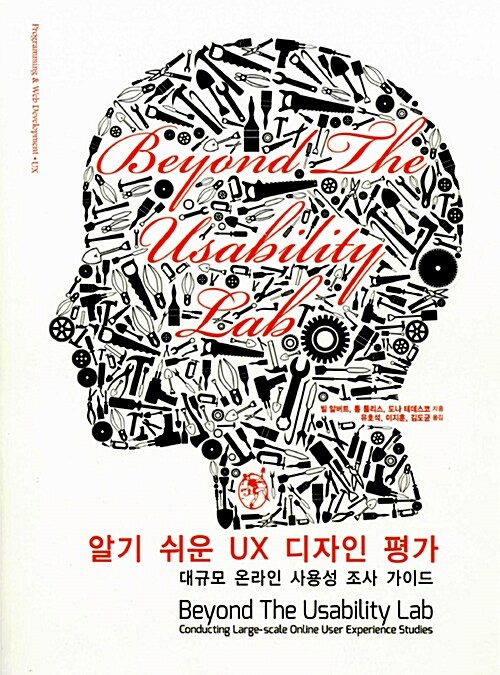 Programming & Web Development • UX
Beyond The
Usability
Lab
빌 알버트, 톰 툴리스, 도나 테데스코 지음
유호석, 이지훈, 김도균 옮김
알기 쉬운 UX 디자인 평가
대규모 온라인 사용성 조사 가이드
Beyond The Usability Lab
Conducting Large-scale Online User Experience Studies